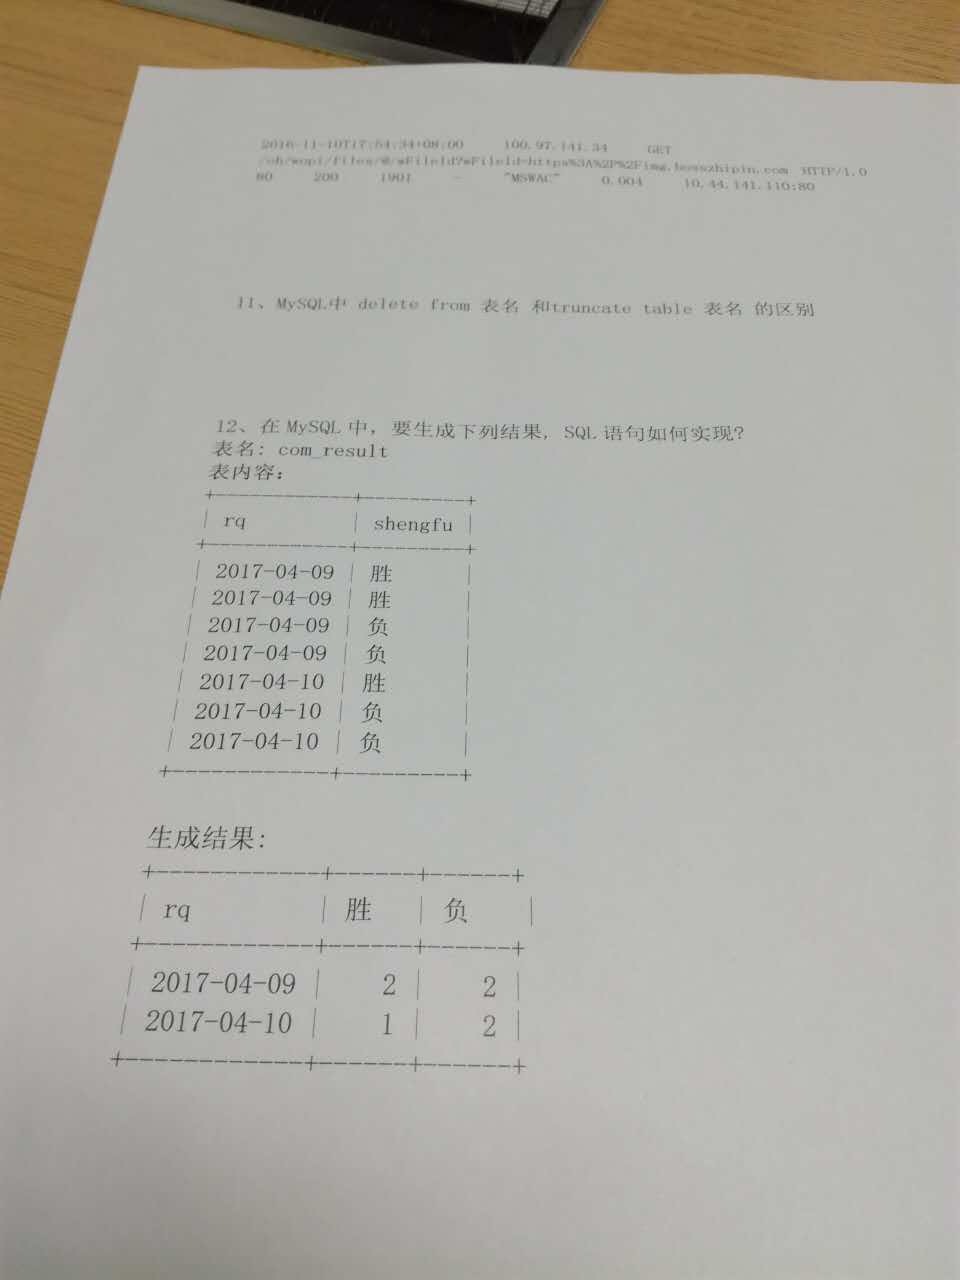 2016-11-10T17:54:34+08:00 100.97.141.34 GET
/oh/wopi/files/@/wFileId?wFileId=https%3A%2F%2Fimg.bosszhipin.com HTTP/1.0
80 200 1901 - "MSWAC" 0.004 10.44.141.110:80
11、MySQL中 delete from 表名 和truncate table 表名 的区别
12、在 MySQL 中，要生成下列结果, SQL 语句如何实现?
表名: com_result
表内容:
+------------+---------+
| rq | shengfu |
+------------+---------+
| 2017-04-09 | 胜 |
| 2017-04-09 | 胜 |
| 2017-04-09 | 负 |
| 2017-04-09 | 负 |
| 2017-04-10 | 胜 |
| 2017-04-10 | 负 |
| 2017-04-10 | 负 |
+------------+---------+
生成结果:
+------------+------+------+
| rq | 胜 | 负 |
+------------+------+------+
| 2017-04-09 | 2 | 2 |
| 2017-04-10 | 1 | 2 |
+------------+------+------+